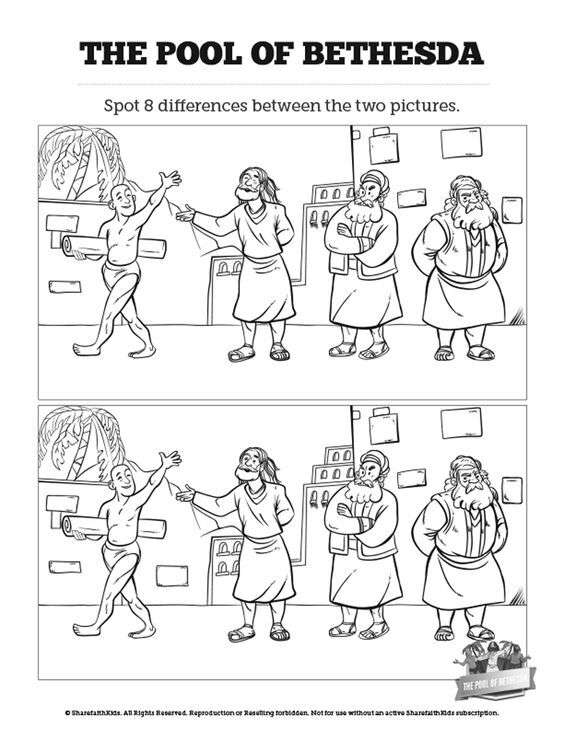 THE POOL OF BETHESDA
Spot 8 differences between the two pictures.
THE POOL OF BETHESDA
© SharefaithKids. All Rights Reserved. Reproduction or Reselling forbidden. Not for use without an active SharefaithKids subscription.